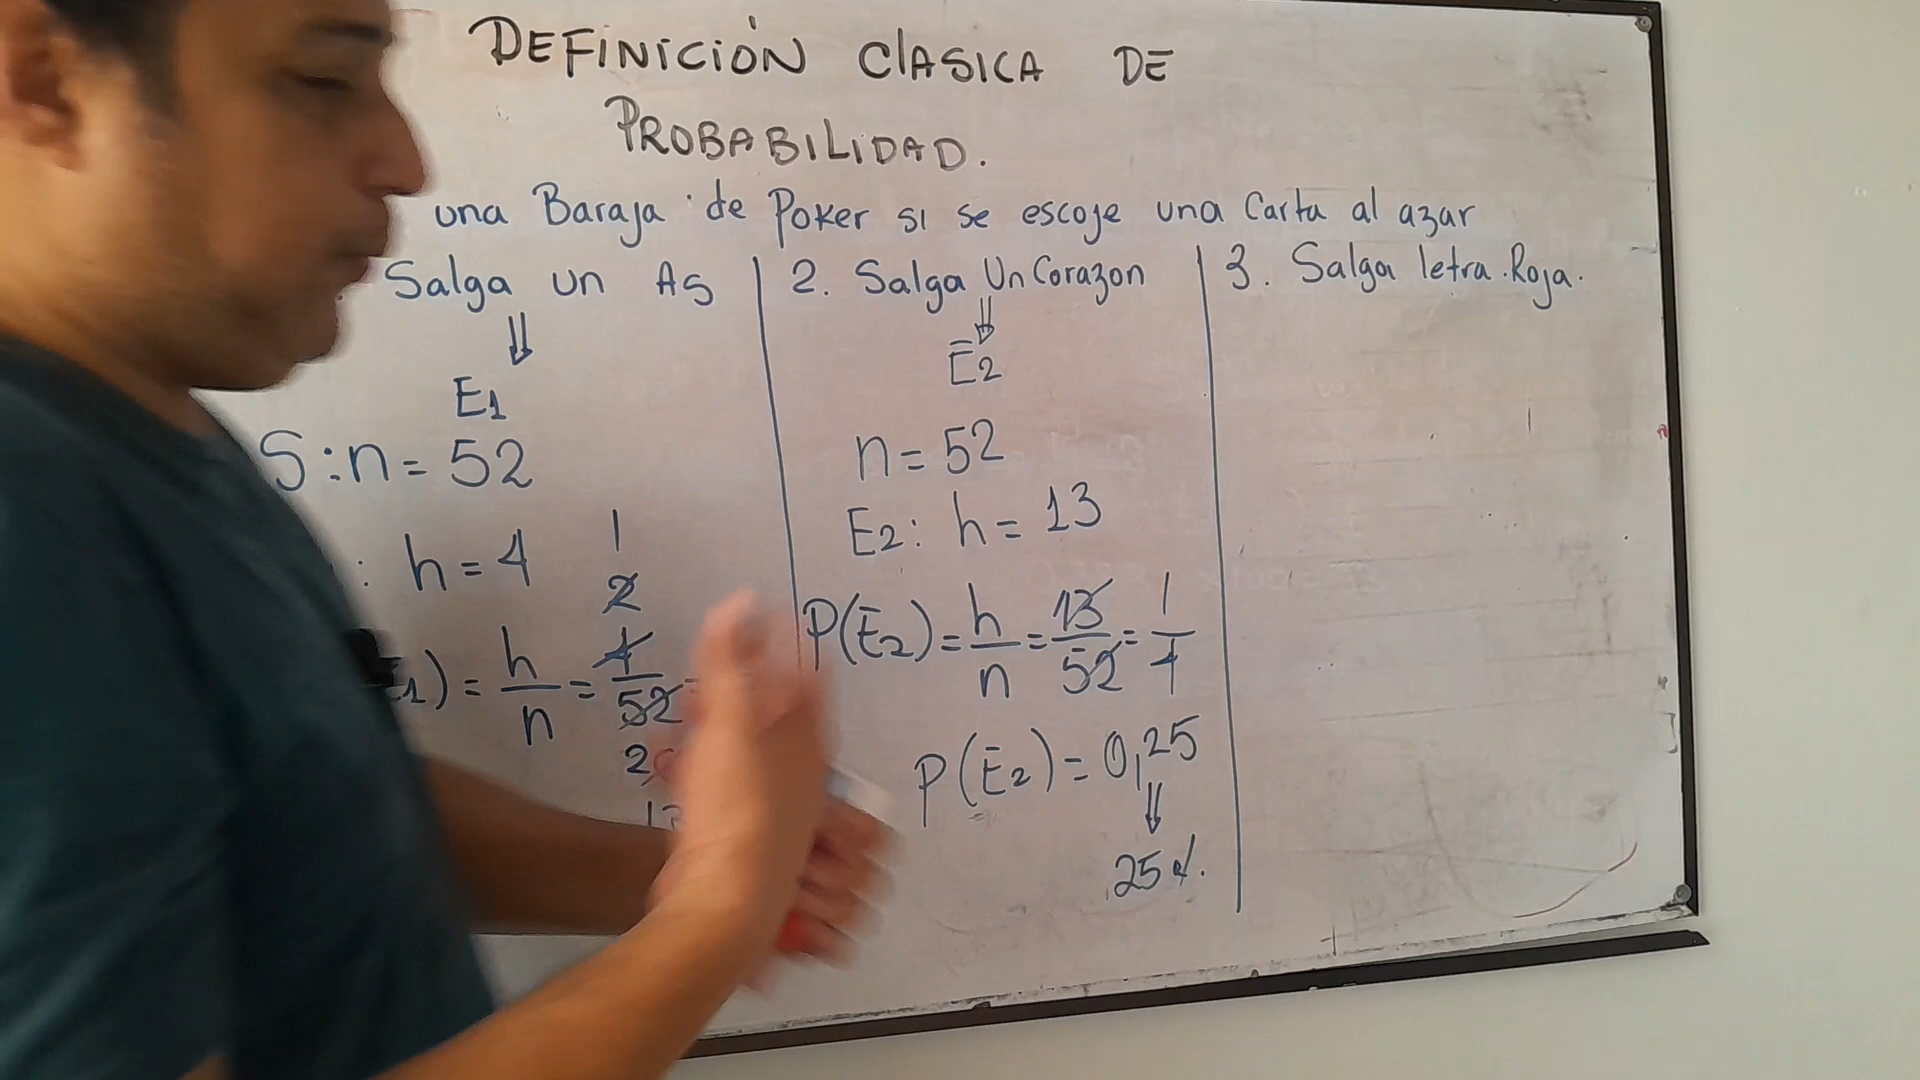 DEFINICIÓN CLASICA DE
PROBABILIDAD.
una Baraja de Poker si se escoje una Carta al azar
Salga un AS
E1
S:n= 52
: h=4
1
2
1) = h/n = 4/52 =
2
2. Salga Un Corazon
E2
n= 52
E2: h= 13
P(E2)= h/n = 13/52 = 1/4
P(E2)= 0,25
25%.
3. Salga letra Roja.